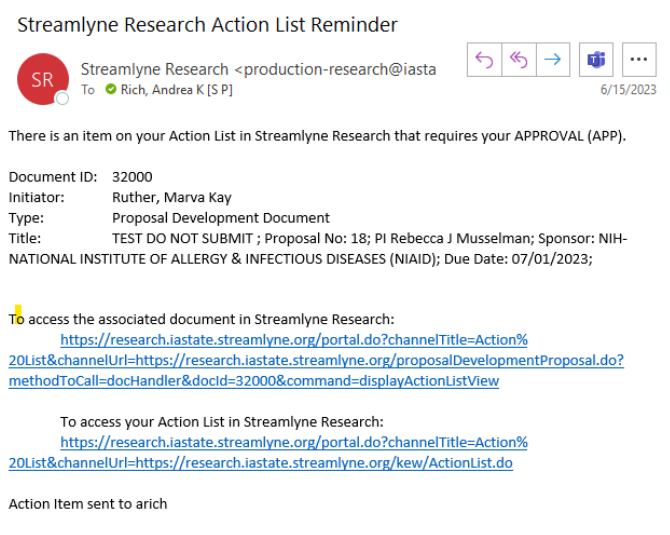 Streamlyne Research Action List Reminder
SR
Streamlyne Research <production-research@iasta
To Rich, Andrea K [S P]
6/15/2023
There is an item on your Action List in Streamlyne Research that requires your APPROVAL (APP).
Document ID: 32000
Initiator: Ruther, Marva Kay
Type: Proposal Development Document
Title: TEST DO NOT SUBMIT ; Proposal No: 18; PI Rebecca J Musselman; Sponsor: NIH-
NATIONAL INSTITUTE OF ALLERGY & INFECTIOUS DISEASES (NIAID); Due Date: 07/01/2023;
To access the associated document in Streamlyne Research:
https://research.iastate.streamlyne.org/portal.do?channelTitle=Action%
20List&channelUrl=https://research.iastate.streamlyne.org/proposalDevelopmentProposal.do?
methodToCall=docHandler&docId=32000&command=displayActionListView
To access your Action List in Streamlyne Research:
https://research.iastate.streamlyne.org/portal.do?channelTitle=Action%
20List&channelUrl=https://research.iastate.streamlyne.org/kew/ActionList.do
Action Item sent to arich